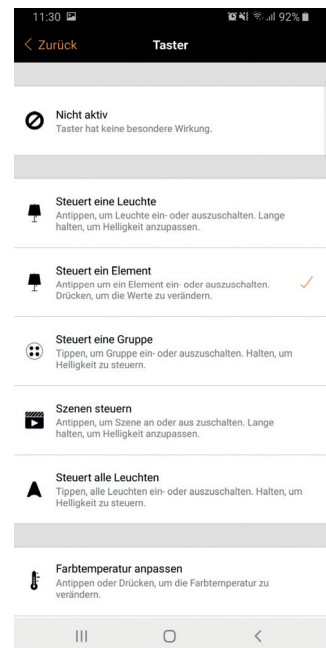 11:30 92%
< Zurück Taster
Nicht aktiv
Taster hat keine besondere Wirkung.
Steuert eine Leuchte
Antippen, um Leuchte ein- oder auszuschalten. Lange
halten, um Helligkeit anzupassen.
Steuert ein Element
Antippen um ein Element ein- oder auszuschalten.
Drücken, um die Werte zu verändern.
Steuert eine Gruppe
Tippen, um Gruppe ein- oder auszuschalten. Halten, um
Helligkeit zu steuern.
Szenen steuern
Antippen, um Szene an oder aus zuschalten. Lange
halten, um Helligkeit anzupassen.
Steuert alle Leuchten
Tippen, alle Leuchten ein- oder auszuschalten. Halten, um
Helligkeit zu steuern.
Farbtemperatur anpassen
Antippen oder Drücken, um die Farbtemperatur zu
verändern.